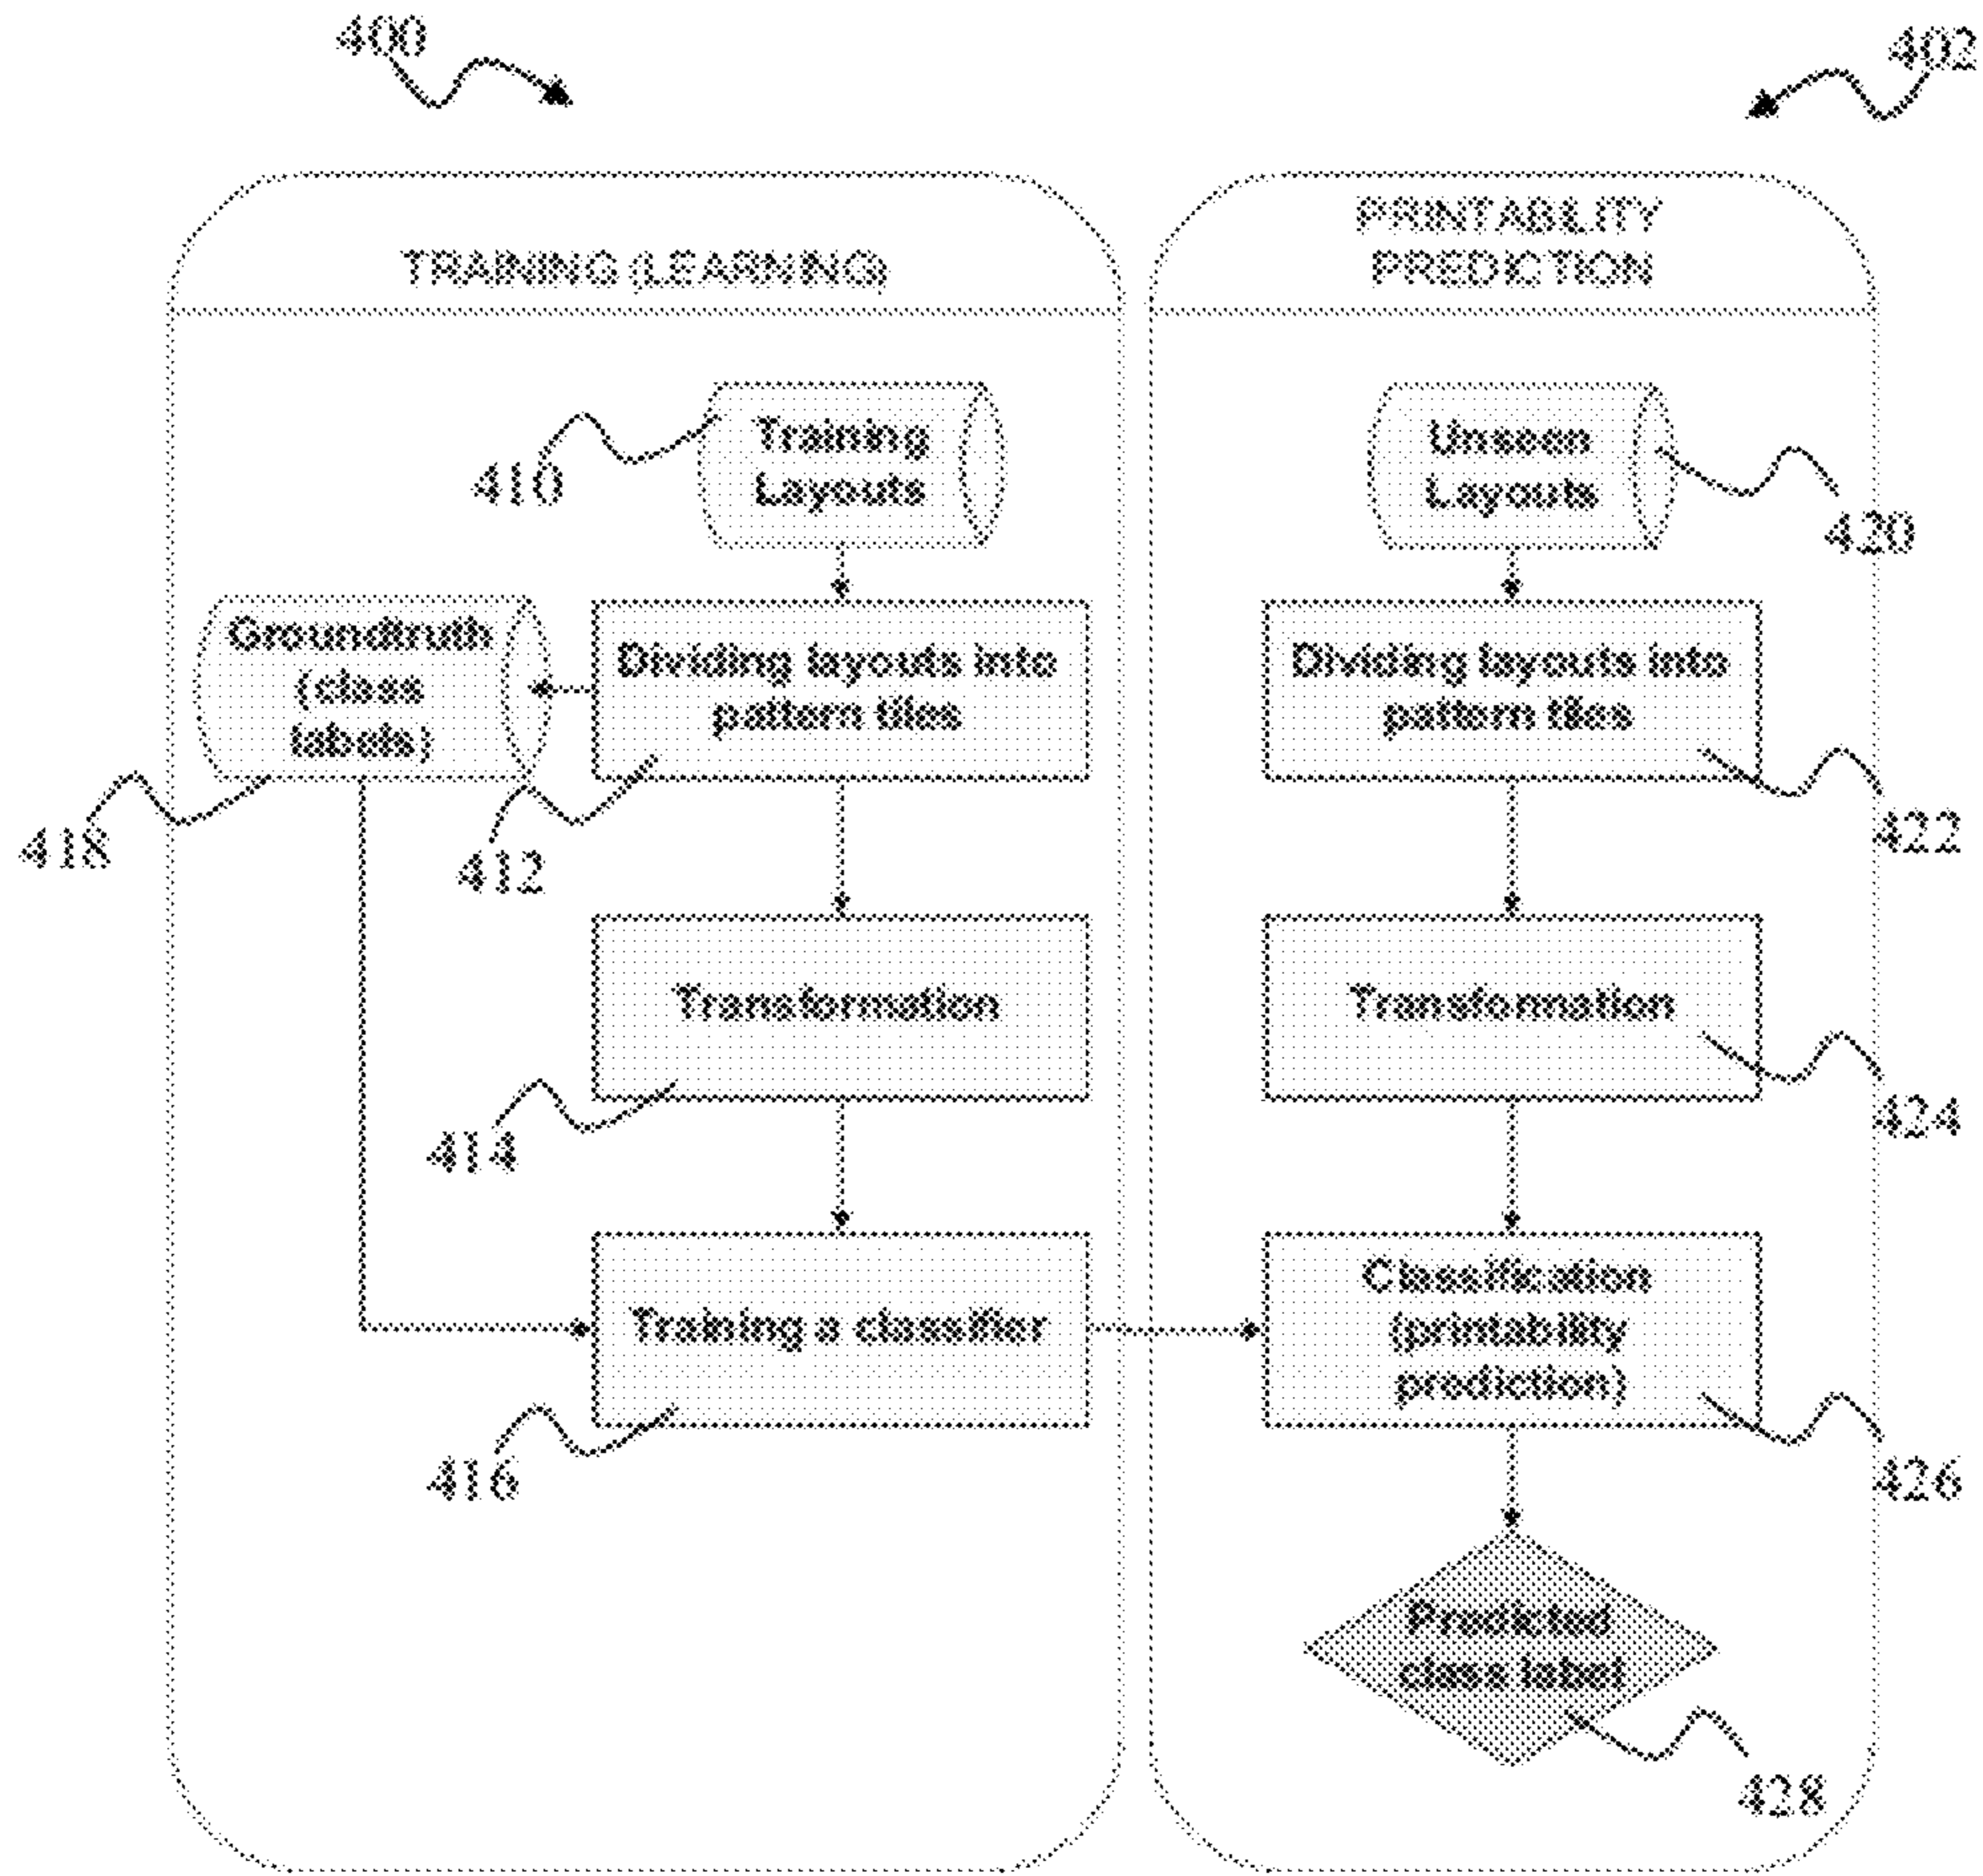 400
402
TRAINING (LEARNING)
PRINTABILITY
PREDICTION
Training
Layouts
410
Unseen
Layouts
420
Groundtruth
(class
labels)
418
Dividing layouts into
pattern tiles
412
Dividing layouts into
pattern tiles
422
Transformation
414
Transformation
424
Training a classifier
416
Classification
(printability
prediction)
426
Predicted
class label
428